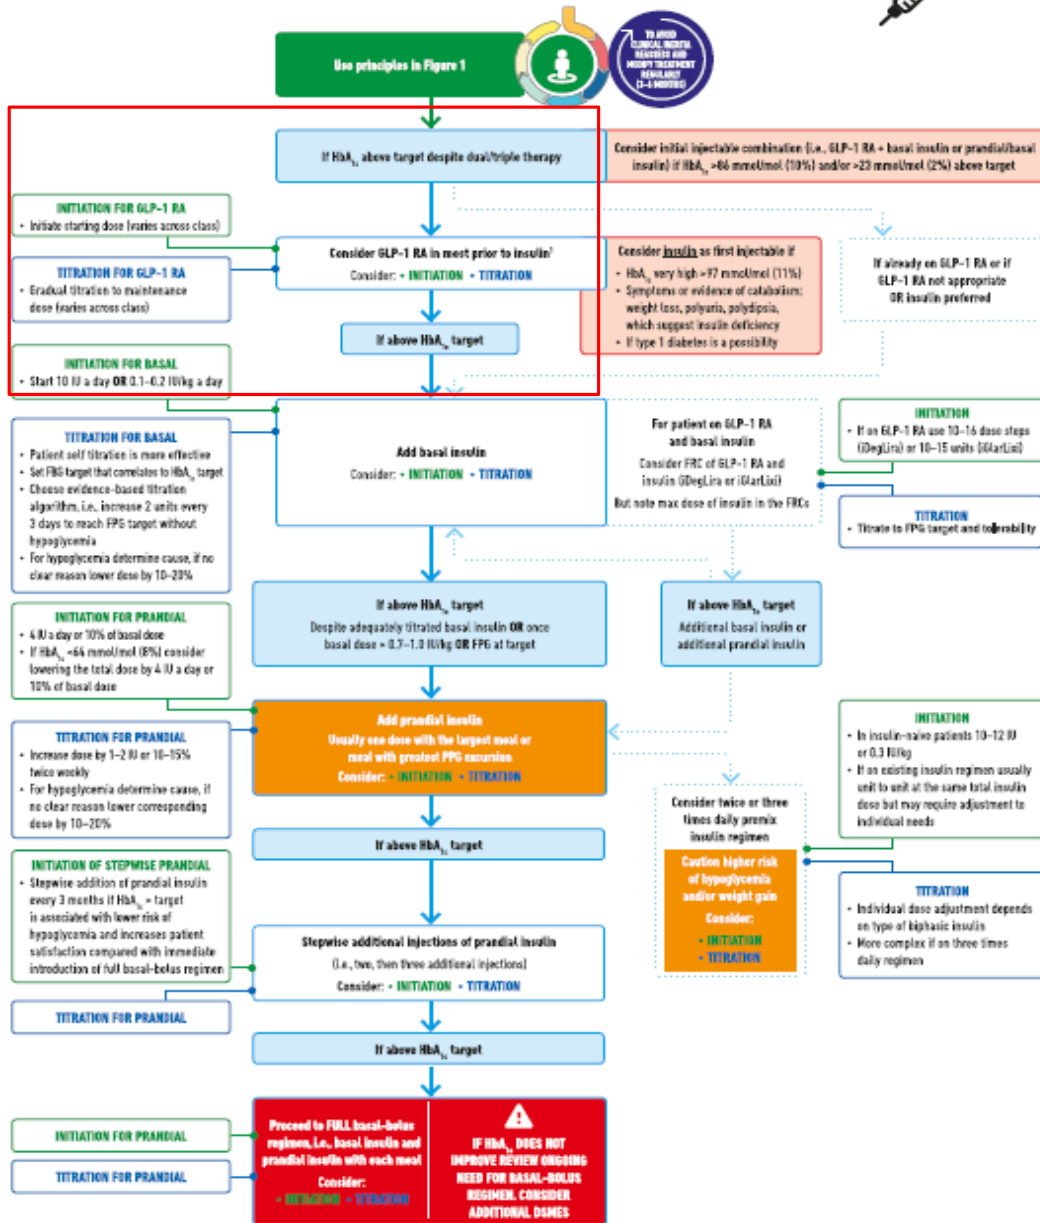 Use principles in Figure 1
TO AVOID
CLINICAL INERTIA
REASSESS AND
MODIFY TREATMENT
REGULARLY
(3–6 MONTHS)
If HbA1c above target despite dual/triple therapy
Consider initial injectable combination (i.e., GLP-1 RA + basal insulin or prandial/basal
insulin) if HbA1c >86 mmol/mol (10%) and/or >23 mmol/mol (2%) above target
INITIATION FOR GLP-1 RA
• Initiate starting dose (varies across class)
TITRATION FOR GLP-1 RA
• Gradual titration to maintenance
dose (varies across class)
Consider GLP-1 RA in most prior to insulin
Consider: • INITIATION • TITRATION
Consider insulin as first injectable if
• HbA1c very high >97 mmol/mol (11%)
• Symptoms or evidence of catabolism:
weight loss, polyuria, polydipsia,
which suggest insulin deficiency
• If type 1 diabetes is a possibility
If already on GLP-1 RA or if
GLP-1 RA not appropriate
OR insulin preferred
If above HbA1c target
INITIATION FOR BASAL
• Start 10 IU a day OR 0.1–0.2 IU/kg a day
TITRATION FOR BASAL
• Patient self titration is more effective
• Set FBG target that correlates to HbA1c target
• Choose evidence-based titration
algorithm, i.e., increase 2 units every
3 days to reach FPG target without
hypoglycemia
• For hypoglycemia determine cause, if no
clear reason lower dose by 10–20%
Add basal insulin
Consider: • INITIATION • TITRATION
For patient on GLP-1 RA
and basal insulin
Consider FRC of GLP-1 RA and
insulin (iDegLira or iGlarLixi)
But note max dose of insulin in the FRCs
INITIATION
• If on GLP-1 RA use 10–16 dose steps
(iDegLira) or 10–15 units (iGlarLixi)
TITRATION
• Titrate to FPG target and tolerability
If above HbA1c target
Despite adequately titrated basal insulin OR once
basal dose > 0.7–1.0 IU/kg OR FPG at target
If above HbA1c target
Additional basal insulin or
additional prandial insulin
INITIATION FOR PRANDIAL
• 4 IU a day or 10% of basal dose
• If HbA1c <64 mmol/mol (8%) consider
lowering the total dose by 4 IU a day or
10% of basal dose
TITRATION FOR PRANDIAL
• Increase dose by 1–2 IU or 10–15%
twice weekly
• For hypoglycemia determine cause, if
no clear reason lower corresponding
dose by 10–20%
Add prandial insulin
Usually one dose with the largest meal or
meal with greatest PPG excursion
Consider: • INITIATION • TITRATION
INITIATION
• In insulin-naive patients 10–12 IU
or 0.3 IU/kg
• If on existing insulin regimen usually
unit to unit at the same total insulin
dose but may require adjustment to
individual needs
Consider twice or three
times daily premix
insulin regimen
Caution higher risk
of hypoglycemia
and/or weight gain
Consider:
• INITIATION
• TITRATION
TITRATION
• Individual dose adjustment depends
on type of biphasic insulin
• More complex if on three times
daily regimen
If above HbA1c target
INITIATION OF STEPWISE PRANDIAL
• Stepwise addition of prandial insulin
every 3 months if HbA1c > target
is associated with lower risk of
hypoglycemia and increases patient
satisfaction compared with immediate
introduction of full basal-bolus regimen
TITRATION FOR PRANDIAL
Stepwise additional injections of prandial insulin
(i.e., two, then three additional injections)
Consider: • INITIATION • TITRATION
If above HbA1c target
INITIATION FOR PRANDIAL
TITRATION FOR PRANDIAL
Proceed to FULL basal-bolus
regimen, i.e., basal insulin and
prandial insulin with each meal
Consider:
• INITIATION • TITRATION
IF HbA1c DOES NOT
IMPROVE REVIEW ONGOING
NEED FOR BASAL-BOLUS
REGIMEN. CONSIDER
ADDITIONAL DSMES